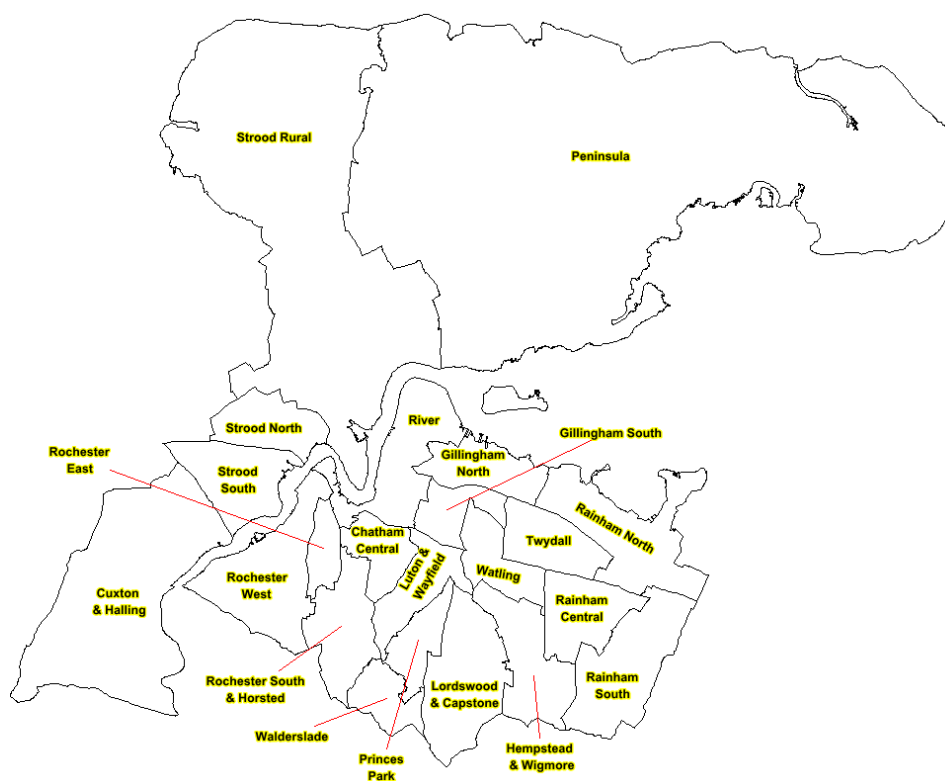 Strood Rural
Peninsula
Strood North
River
Gillingham South
Rochester
East
Gillingham
North
Strood
South
Rainham North
Chatham
Central
Twydall
Luton &
Wayfield
Watling
Rochester
West
Cuxton
& Halling
Rainham
Central
Rochester South
& Horsted
Lordswood
& Capstone
Rainham
South
Walderslade
Princes
Park
Hempstead
& Wigmore